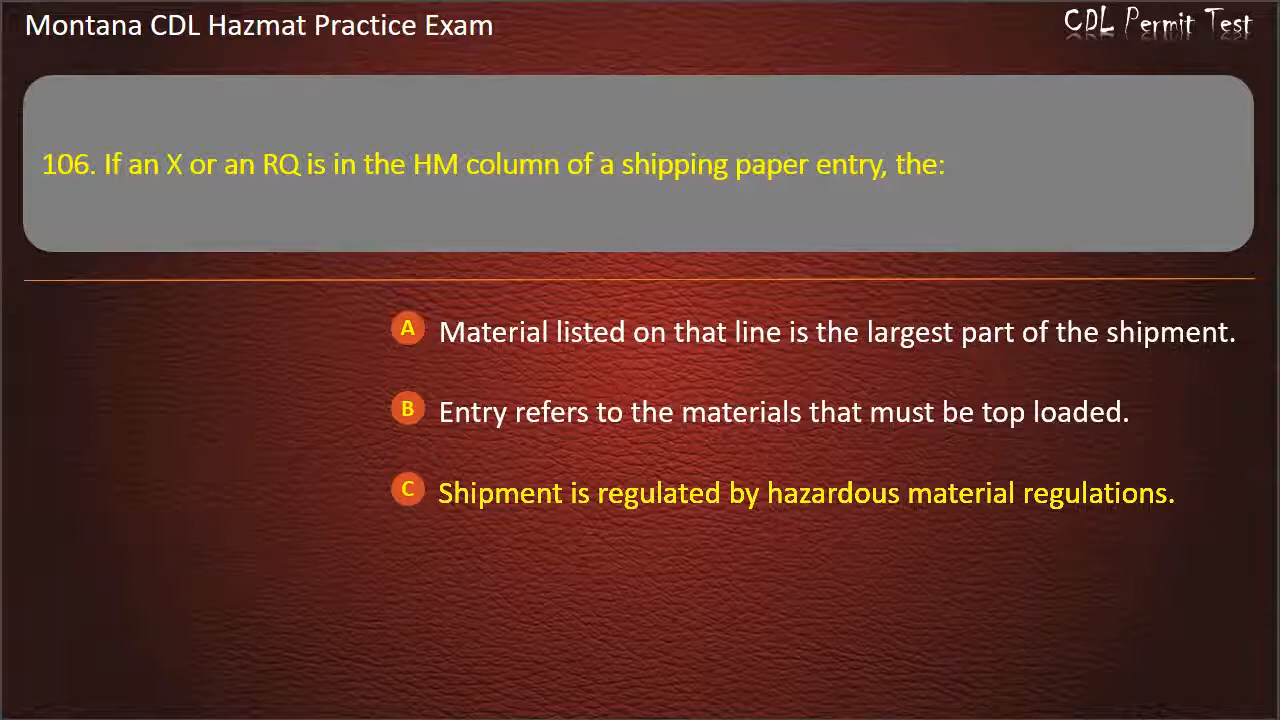 Montana CDL Hazmat Practice Exam
CDL Permit Test
106. If an X or an RQ is in the HM column of a shipping paper entry, the:
A Material listed on that line is the largest part of the shipment.
B Entry refers to the materials that must be top loaded.
C Shipment is regulated by hazardous material regulations.